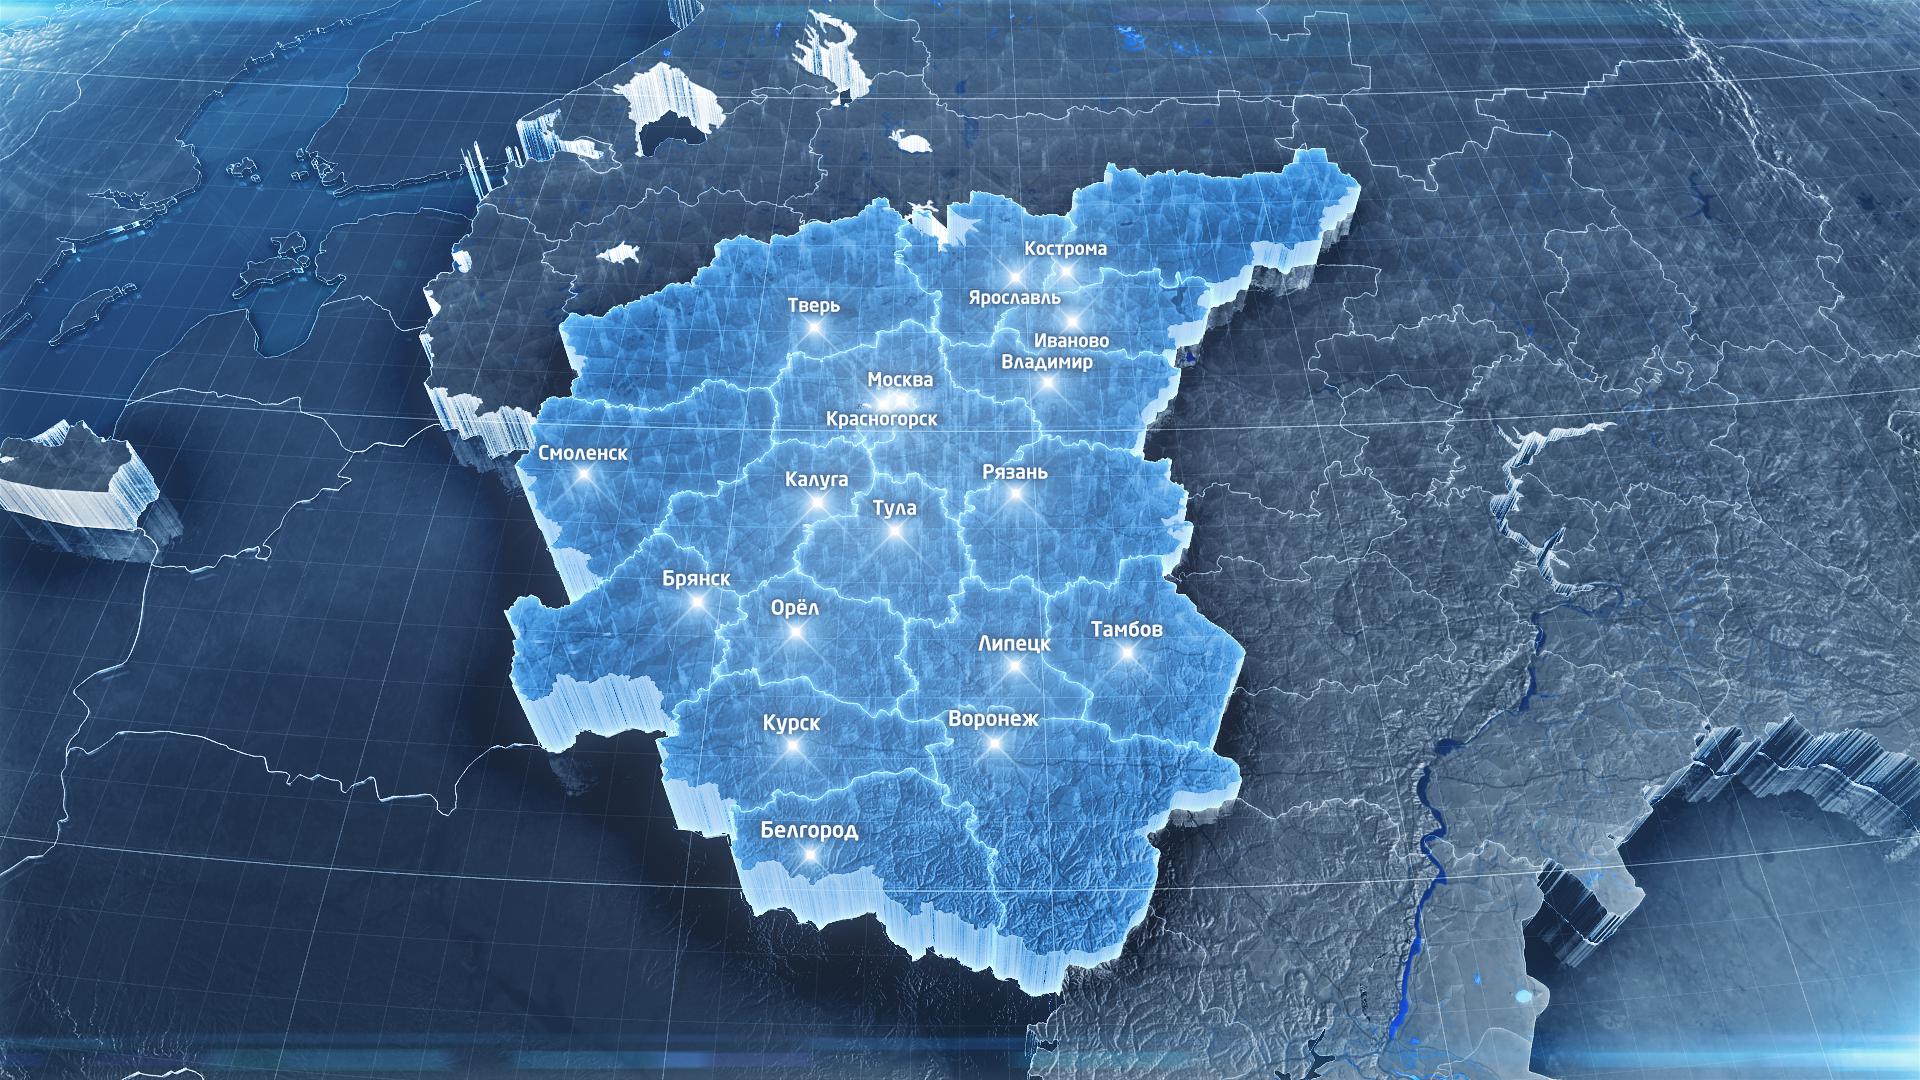 Кострома
Ярославль
Тверь
Иваново
Владимир
Москва
Красногорск
Смоленск
Калуга
Рязань
Тула
Брянск
Орёл
Липецк
Тамбов
Курск
Воронеж
Белгород